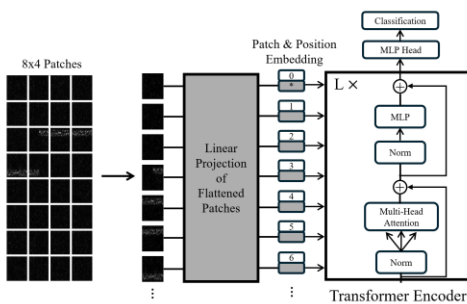 Classification
MLP Head
Patch & Position
Embedding
8x4 Patches
0
*
L ×
1
MLP
2
Linear
Projection
of
Flattened
Patches
Norm
3
4
Multi-Head
Attention
5
6
Norm
Transformer Encoder